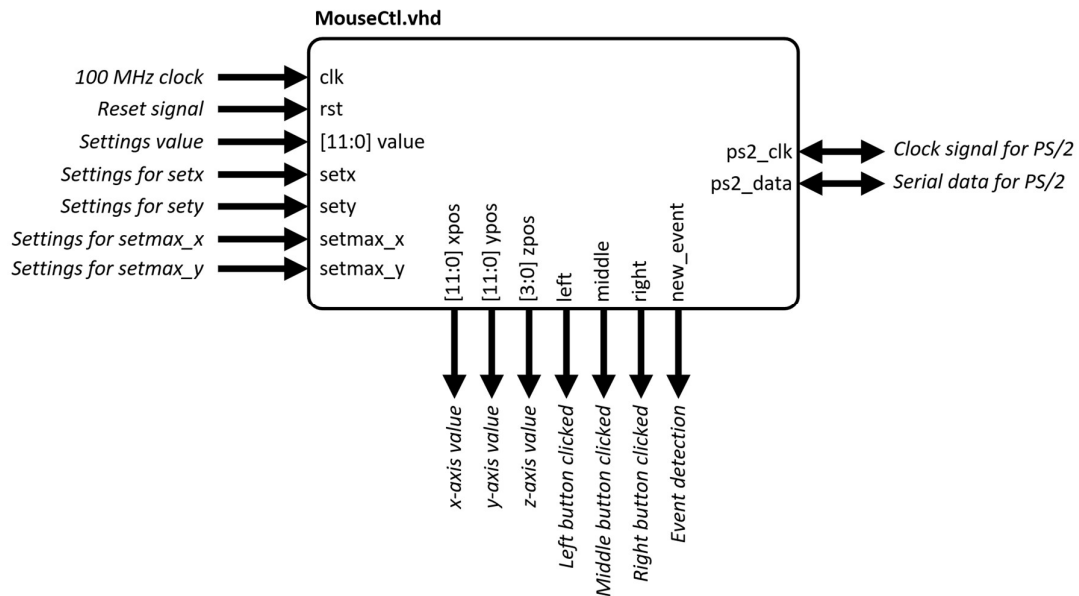 MouseCtl.vhd
100 MHz clock
clk
Reset signal
rst
Settings value
[11:0] value
Settings for setx
setx
Settings for sety
sety
Settings for setmax_x
setmax_x
Settings for setmax_y
setmax_y
ps2_clk
Clock signal for PS/2
ps2_data
Serial data for PS/2
[11:0] xpos
[11:0] ypos
[3:0] zpos
left
middle
right
new_event
x-axis value
y-axis value
z-axis value
Left button clicked
Middle button clicked
Right button clicked
Event detection